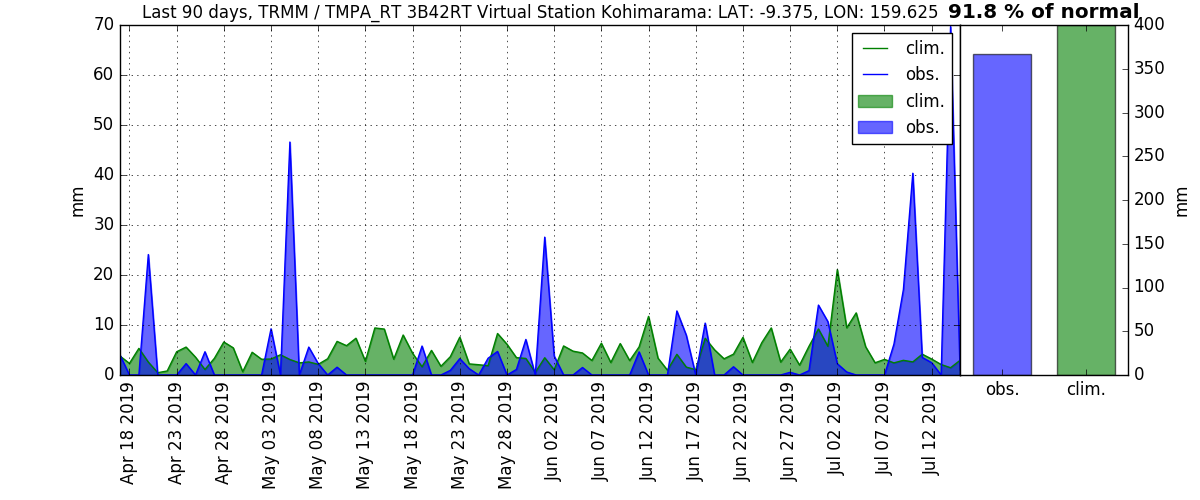 Last 90 days, TRMM / TMPA_RT 3B42RT Virtual Station Kohimarama: LAT: -9.375, LON: 159.625 91.8 % of normal
70
60
50
40
30
20
10
0
mm
clim.
obs.
clim.
obs.
400
350
300
250
200
150
100
50
0
mm
obs.
clim.
Apr 18 2019
Apr 23 2019
Apr 28 2019
May 03 2019
May 08 2019
May 13 2019
May 18 2019
May 23 2019
May 28 2019
Jun 02 2019
Jun 07 2019
Jun 12 2019
Jun 17 2019
Jun 22 2019
Jun 27 2019
Jul 02 2019
Jul 07 2019
Jul 12 2019